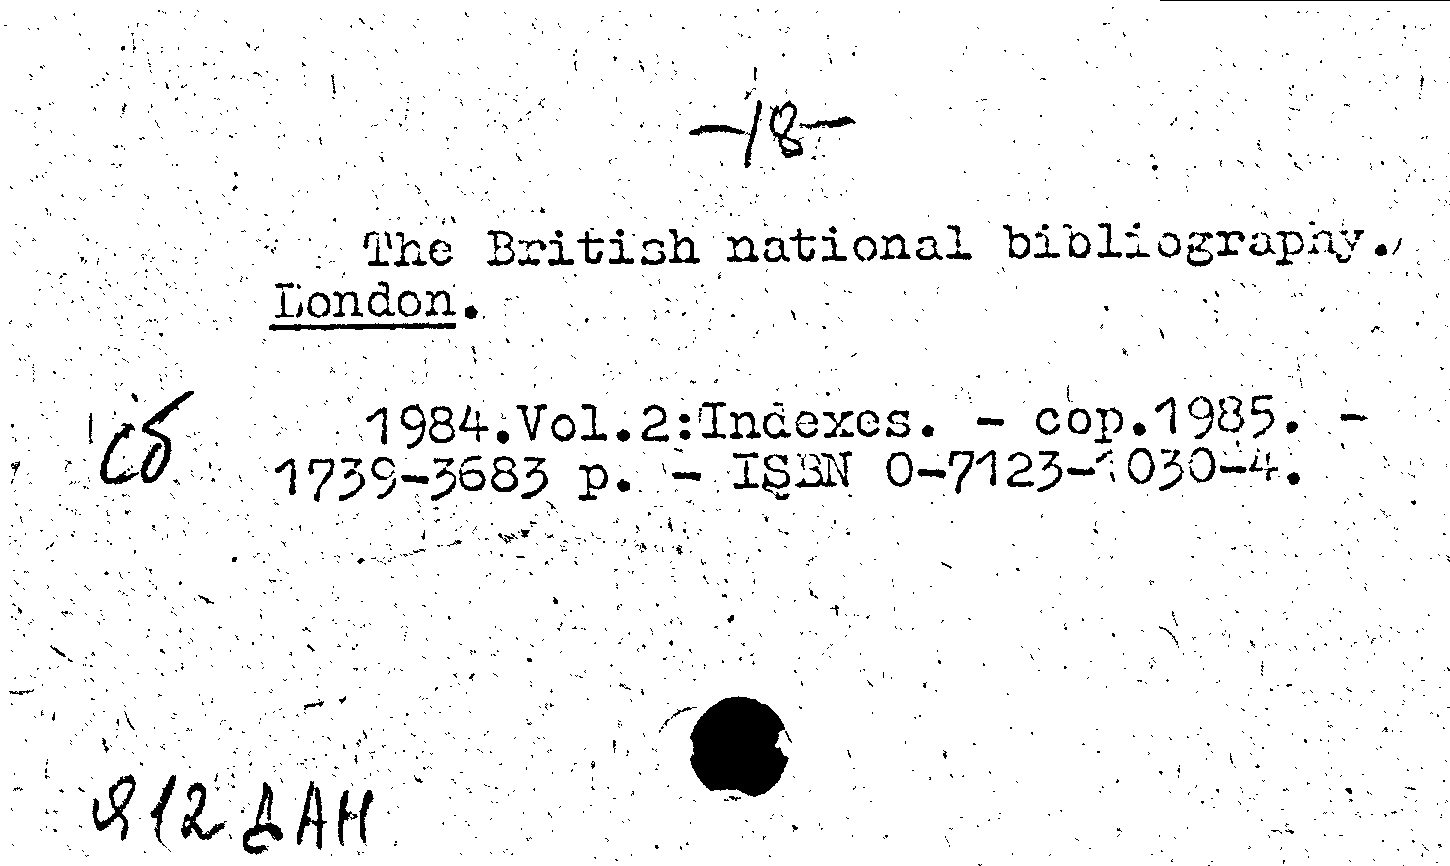 -18-
The British national bibliography.
London.
1984.Vol.2:Indexes. - cop.1985. -
сб
1739-3683 p. - ISBN 0-7123-1030-4.
Я12 ДАН